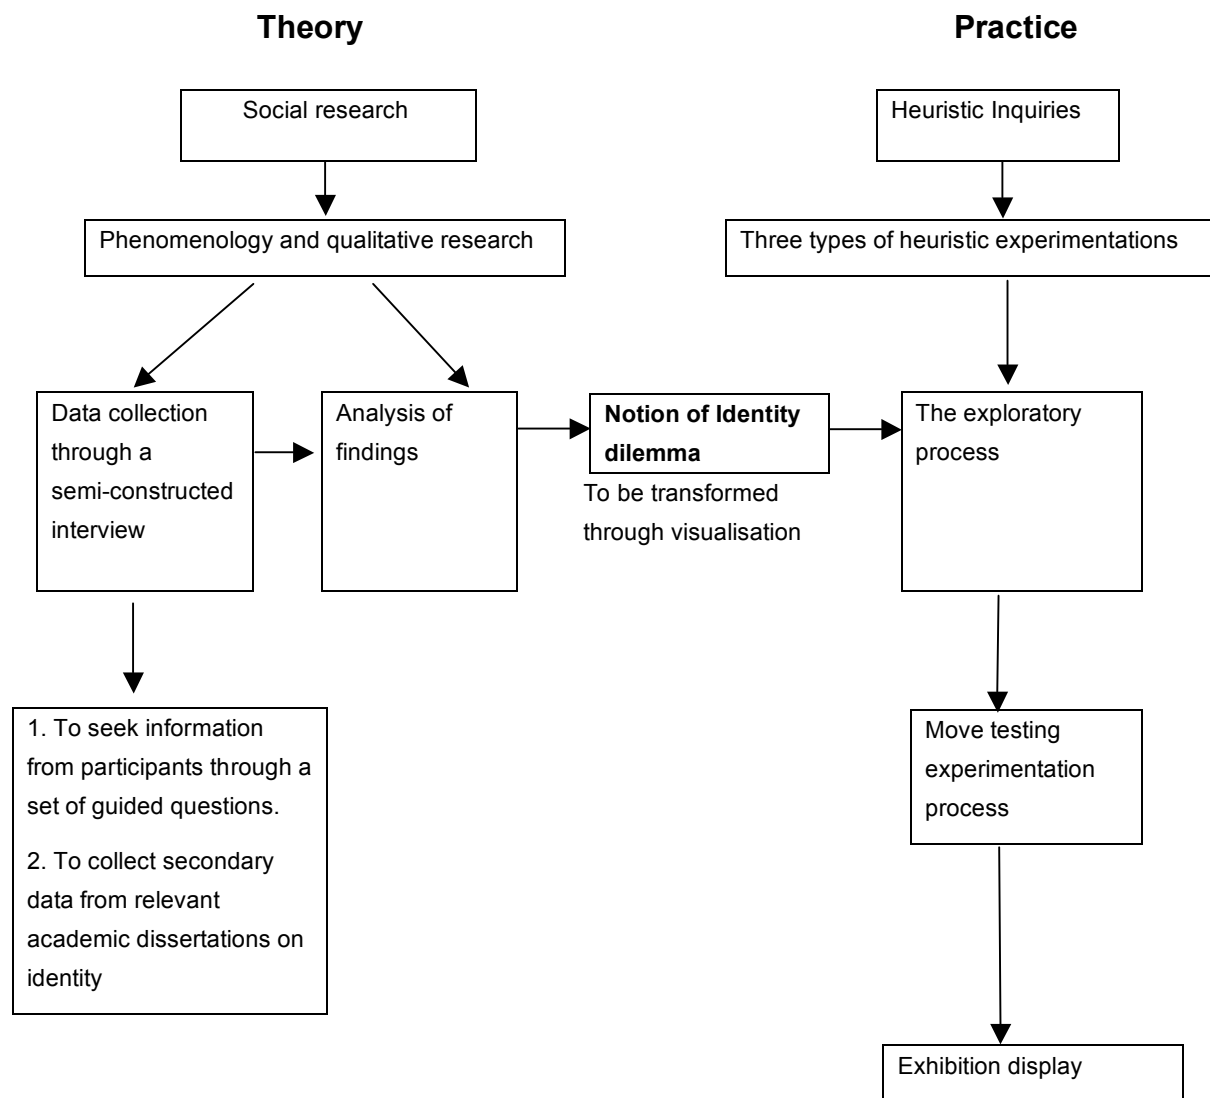 Theory
Practice
Social research
Heuristic Inquiries
Phenomenology and qualitative research
Three types of heuristic experimentations
Data collection
through a
semi-constructed
interview
Analysis of
findings
Notion of Identity
dilemma
To be transformed
through visualisation
The exploratory
process
1. To seek information
from participants through a
set of guided questions.
2. To collect secondary
data from relevant
academic dissertations on
identity
Move testing
experimentation
process
Exhibition display